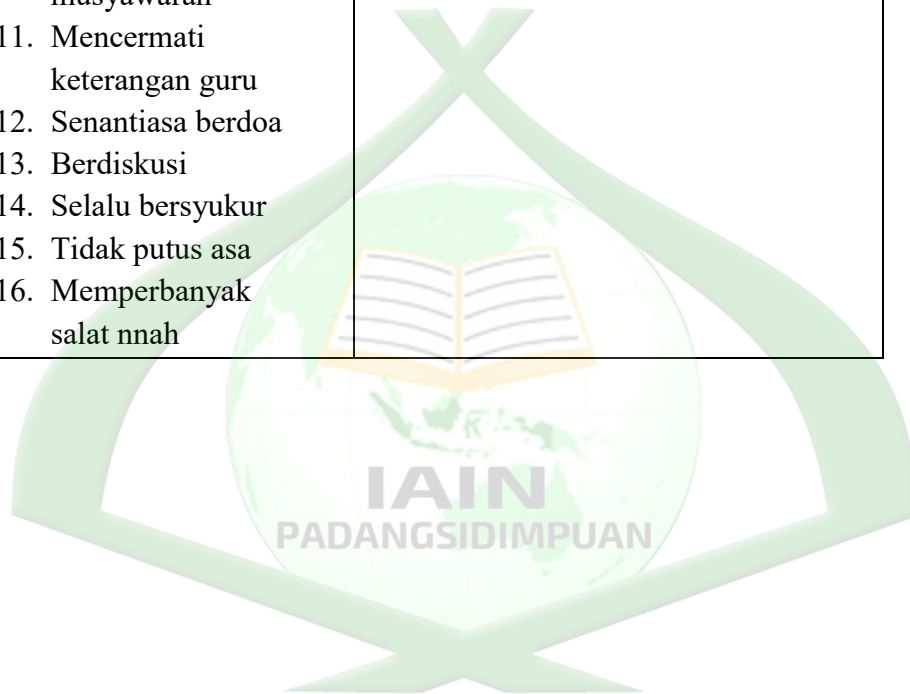 11. Mencermati
keterangan guru
12. Senantiasa berdoa
13. Berdiskusi
14. Selalu bersyukur
15. Tidak putus asa
16. Memperbanyak
salat nnah
IAIN
PADANGSIDIMPUAN